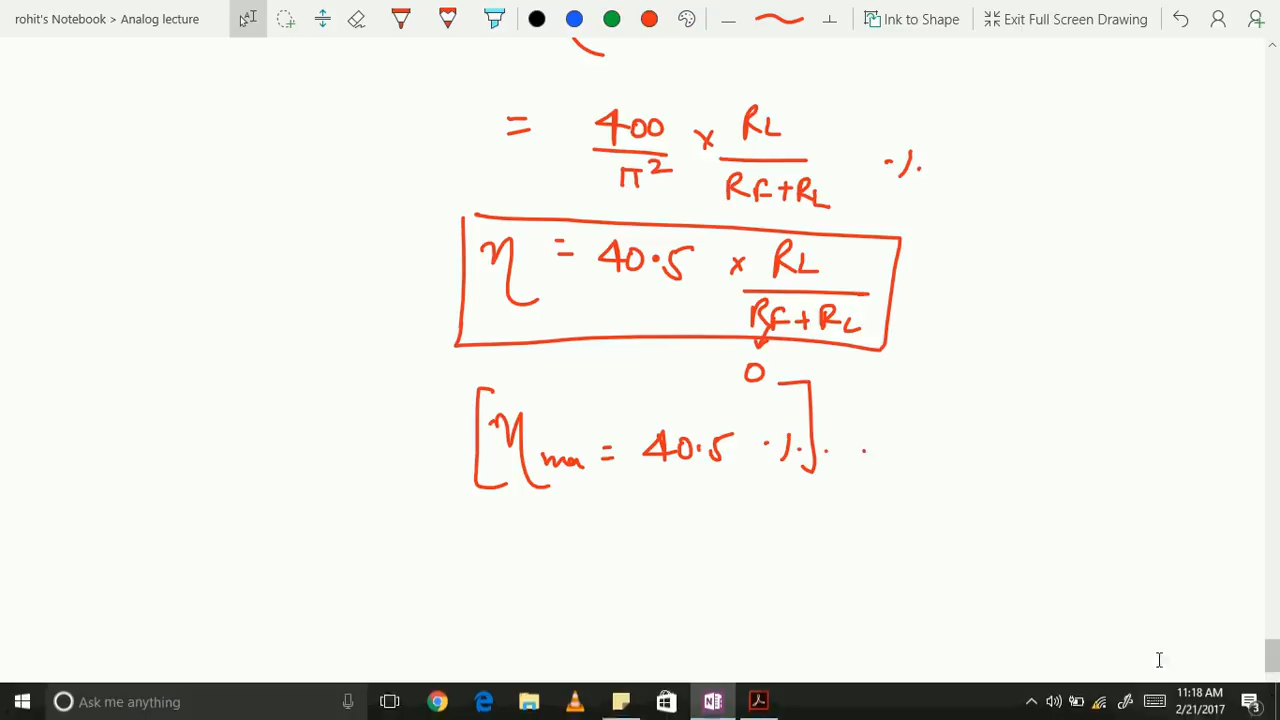 rohit's Notebook > Analog lecture
Ink to Shape
Exit Full Screen Drawing
= 400/π² × RL/(RF+RL) %
η = 40.5 × RL/(RF+RL)
0
[ηmax = 40.5 %]
Ask me anything
11:18 AM
2/21/2017
3